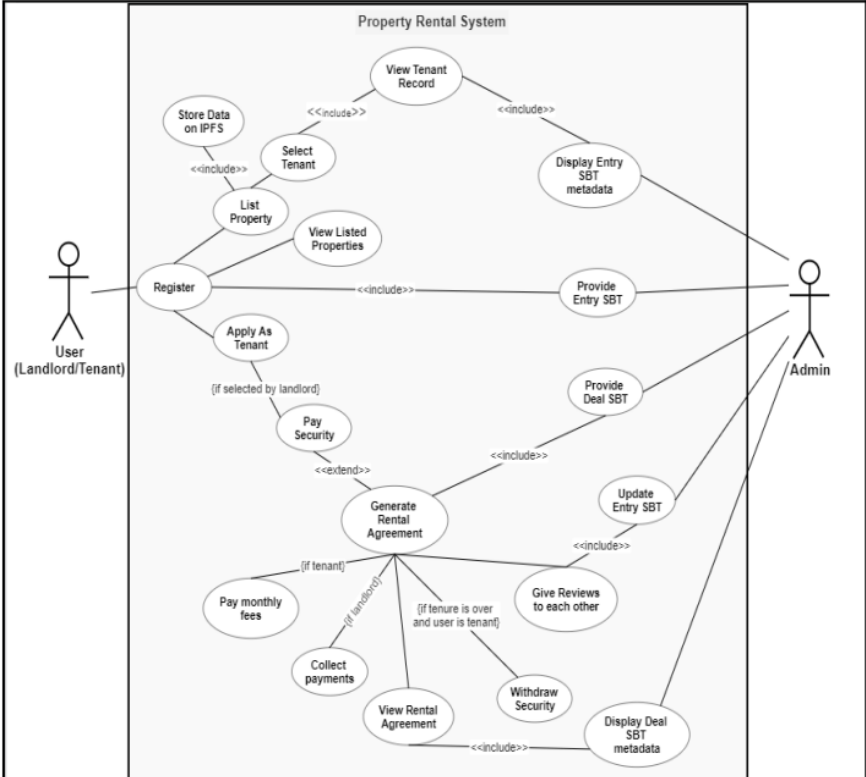 Property Rental System
View Tenant
Record
<<include>>
<<include>>
Store Data
on IPFS
Select
Tenant
<<include>>
Display Entry
SBT
metadata
List
Property
View Listed
Properties
Register
<<include>>
Provide
Entry SBT
User
(Landlord/Tenant)
Admin
Apply As
Tenant
{if selected by landlord}
Provide
Deal SBT
Pay
Security
<<extend>>
<<include>>
Generate
Rental
Agreement
Update
Entry SBT
<<include>>
{if tenant}
{if landlord}
Pay monthly
fees
{if tenure is over
and user is tenant}
Give Reviews
to each other
Collect
payments
Withdraw
Security
View Rental
Agreement
<<include>>
Display Deal
SBT
metadata